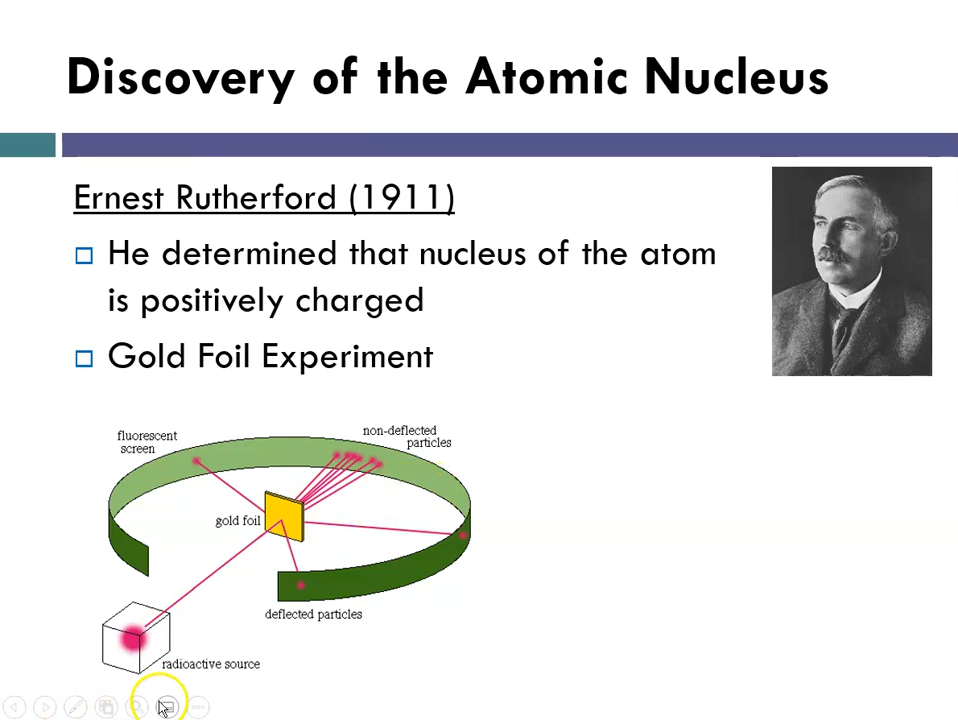 Discovery of the Atomic Nucleus
Ernest Rutherford (1911)
He determined that nucleus of the atom
is positively charged
Gold Foil Experiment
fluorescent
screen
non-deflected
particles
gold foil
deflected particles
radioactive source